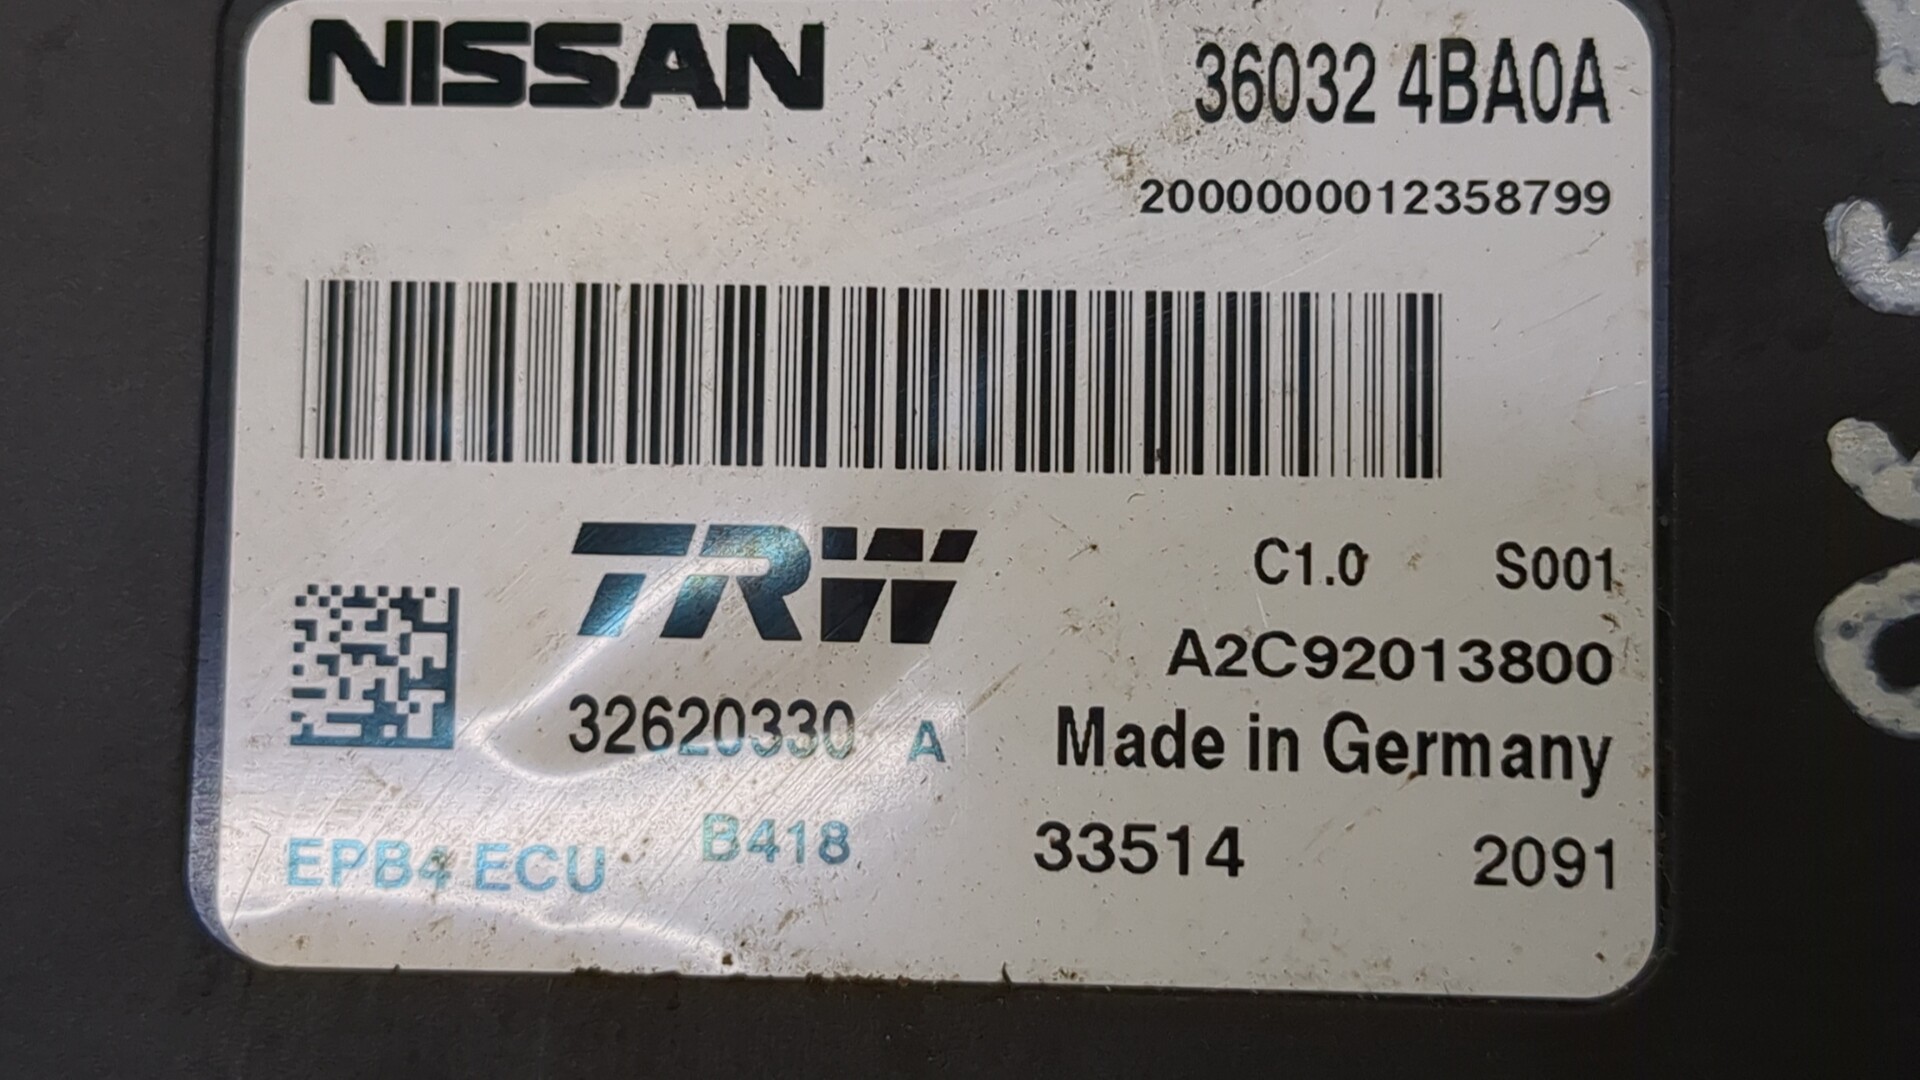 NISSAN 36032 4BA0A
2000000012358799
TRW C1.0 S001
A2C92013800
32620330 A Made in Germany
EPB4 ECU B418 33514 2091